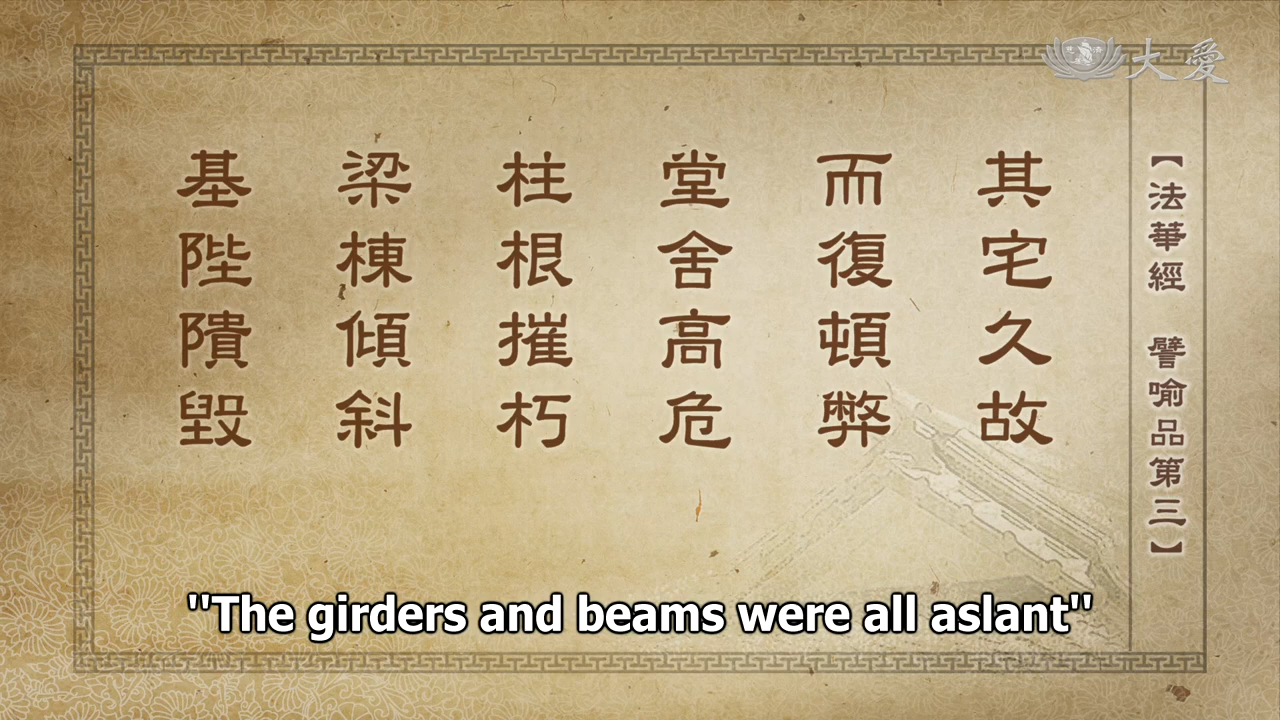 【法華經 譬喻品第三】
其宅久故
而復頓弊
堂舍高危
柱根摧朽
梁棟傾斜
基陛隤毀
大愛
"The girders and beams were all aslant"